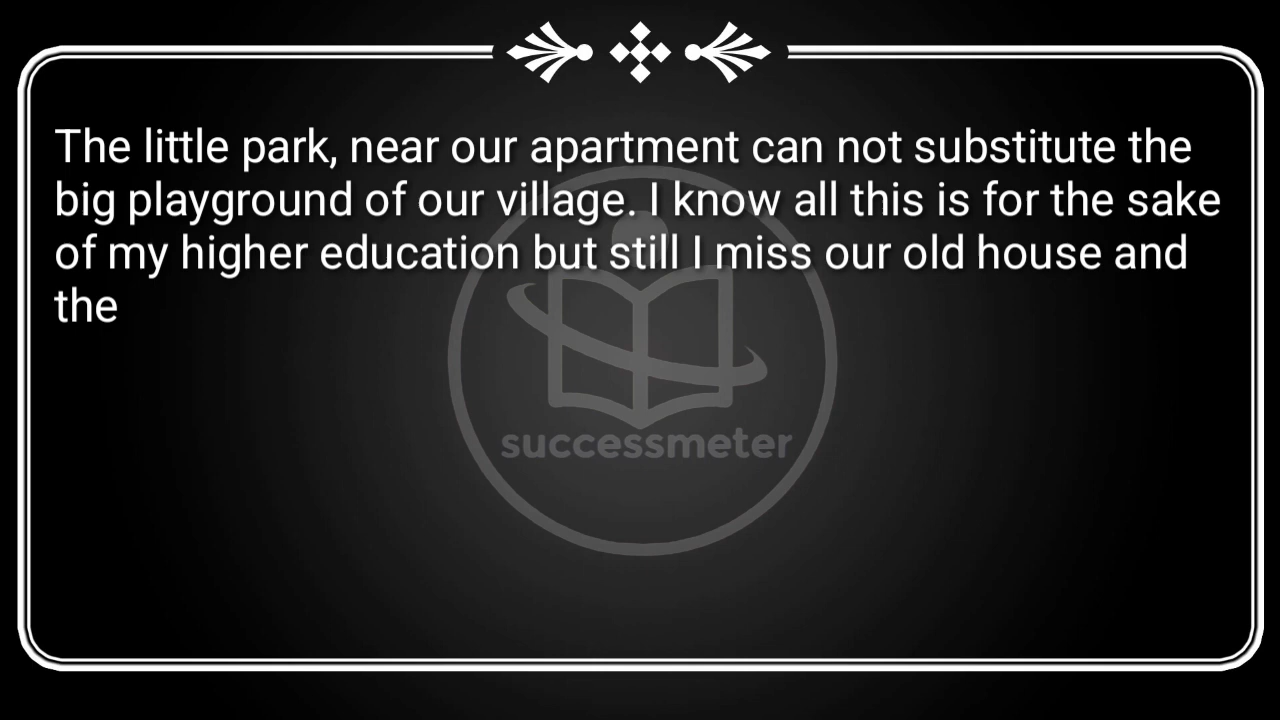 The little park, near our apartment can not substitute the
big playground of our village. I know all this is for the sake
of my higher education but still I miss our old house and
the
successmeter